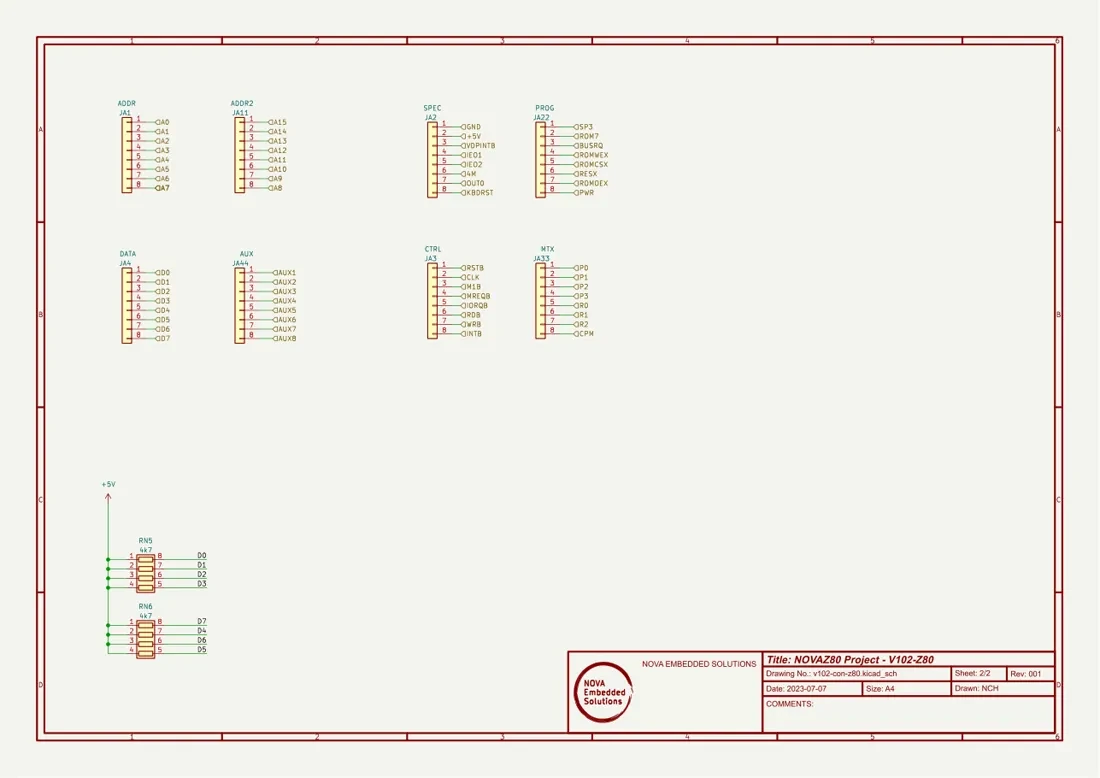 1 2 3 4 5 6
A
B
C
D
ADDR
JA1
1 A0
2 A1
3 A2
4 A3
5 A4
6 A5
7 A6
8 A7
ADDR2
JA11
1 A15
2 A14
3 A13
4 A12
5 A11
6 A10
7 A9
8 A8
SPEC
JA2
1 GND
2 +5V
3 VDPINTB
4 IEO1
5 IEO2
6 4M
7 OUT0
8 KBDRST
PROG
JA22
1 SP3
2 ROM7
3 BUSRQ
4 ROMWEX
5 ROMCSX
6 RESX
7 ROMOEX
8 PWR
DATA
JA4
1 D0
2 D1
3 D2
4 D3
5 D4
6 D5
7 D6
8 D7
AUX
JA44
1 AUX1
2 AUX2
3 AUX3
4 AUX4
5 AUX5
6 AUX6
7 AUX7
8 AUX8
CTRL
JA3
1 RSTB
2 CLK
3 M1B
4 MREQB
5 IORQB
6 RDB
7 WRB
8 INTB
MTX
JA33
1 P0
2 P1
3 P2
4 P3
5 R0
6 R1
7 R2
8 CPM
+5V
RN5
4k7
1 8 D0
2 7 D1
3 6 D2
4 5 D3
RN6
4k7
1 8 D7
2 7 D4
3 6 D6
4 5 D5
NOVA
Embedded
Solutions
NOVA EMBEDDED SOLUTIONS
Title: NOVAZ80 Project - V102-Z80
Drawing No.: v102-con-z80.kicad_sch Sheet: 2/2 Rev: 001
Date: 2023-07-07 Size: A4 Drawn: NCH
COMMENTS:
A
B
C
D
1 2 3 4 5 6